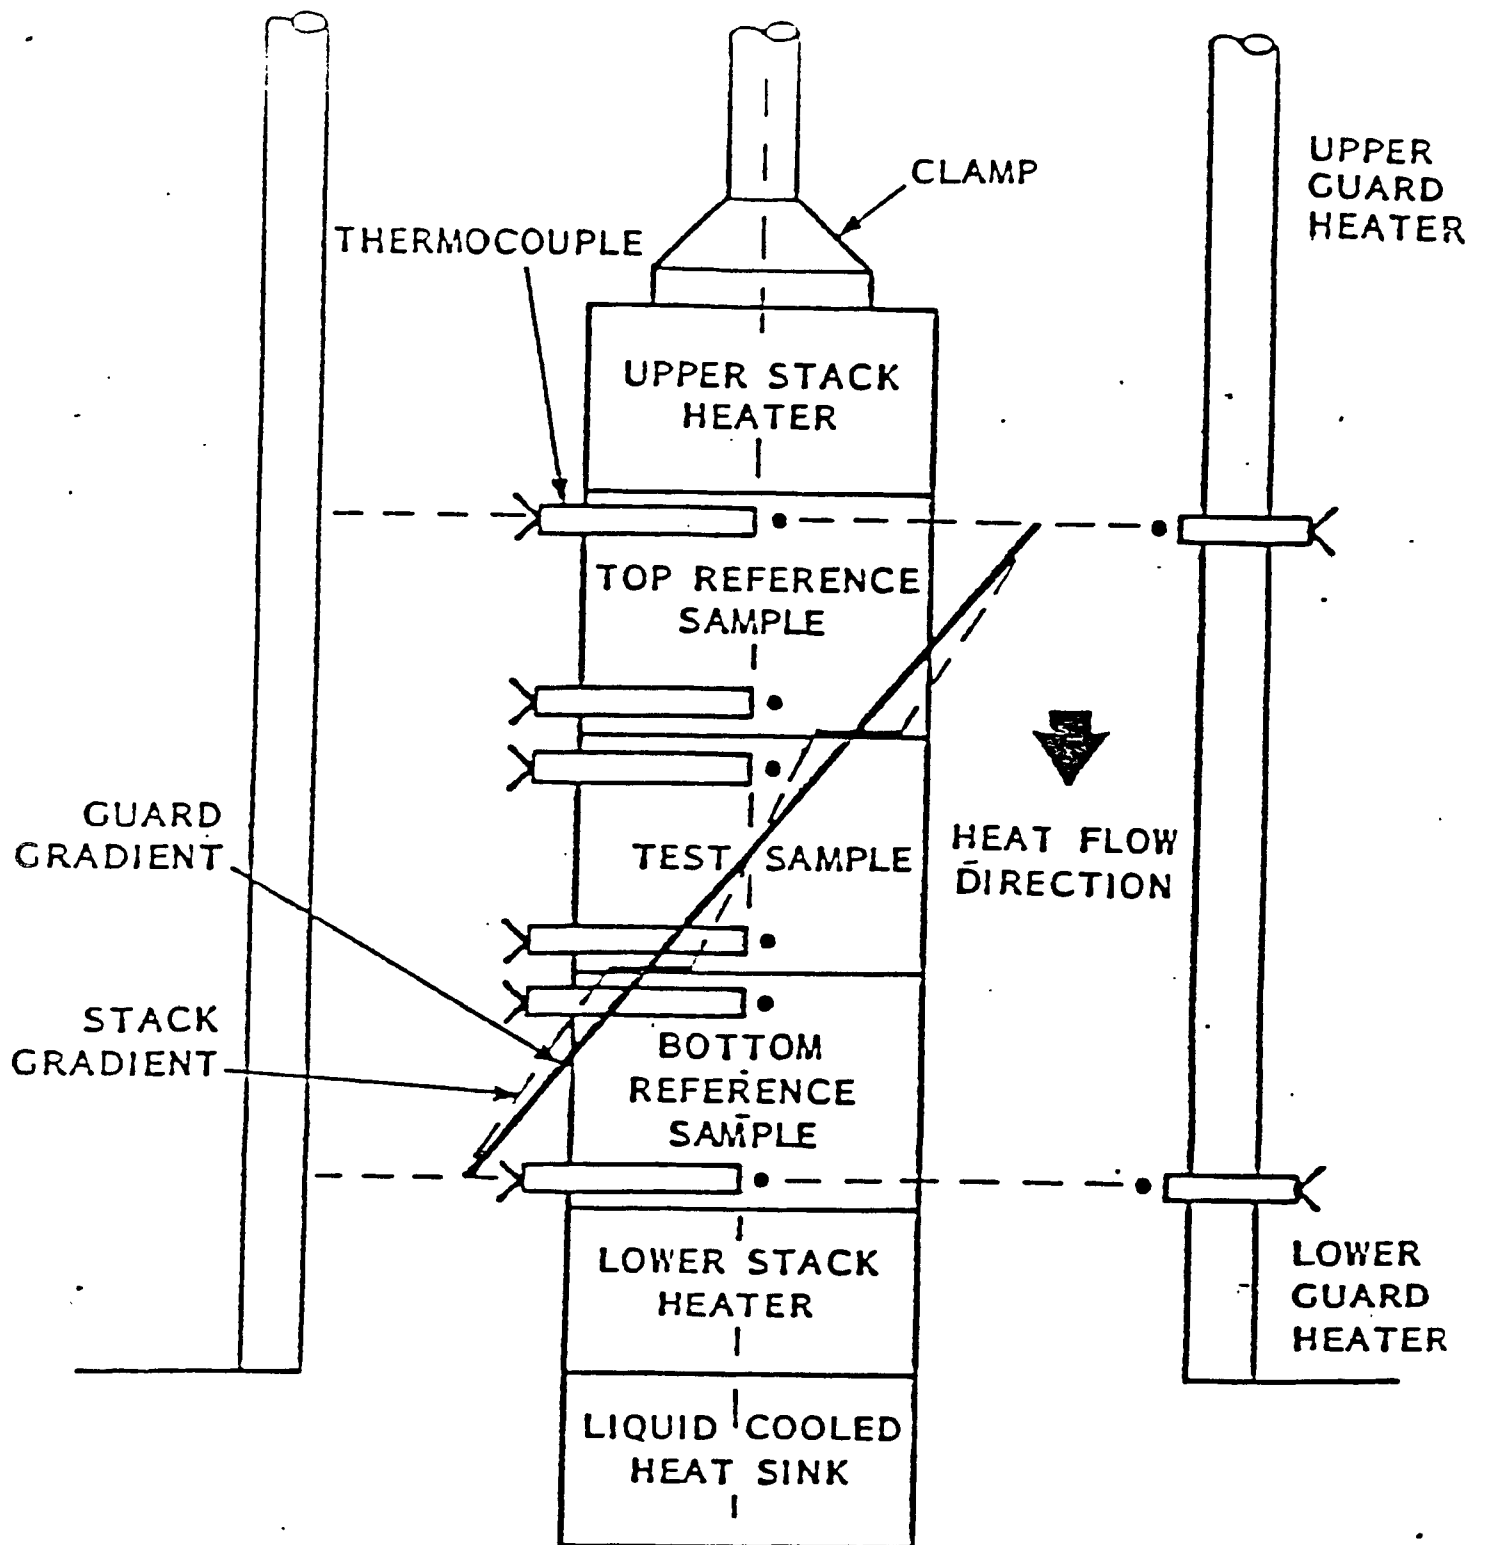 CLAMP
UPPER
GUARD
HEATER
THERMOCOUPLE
UPPER STACK
HEATER
TOP REFERENCE
SAMPLE
GUARD
GRADIENT
TEST SAMPLE
HEAT FLOW
DIRECTION
STACK
GRADIENT
BOTTOM
REFERENCE
SAMPLE
LOWER STACK
HEATER
LOWER
GUARD
HEATER
LIQUID COOLED
HEAT SINK